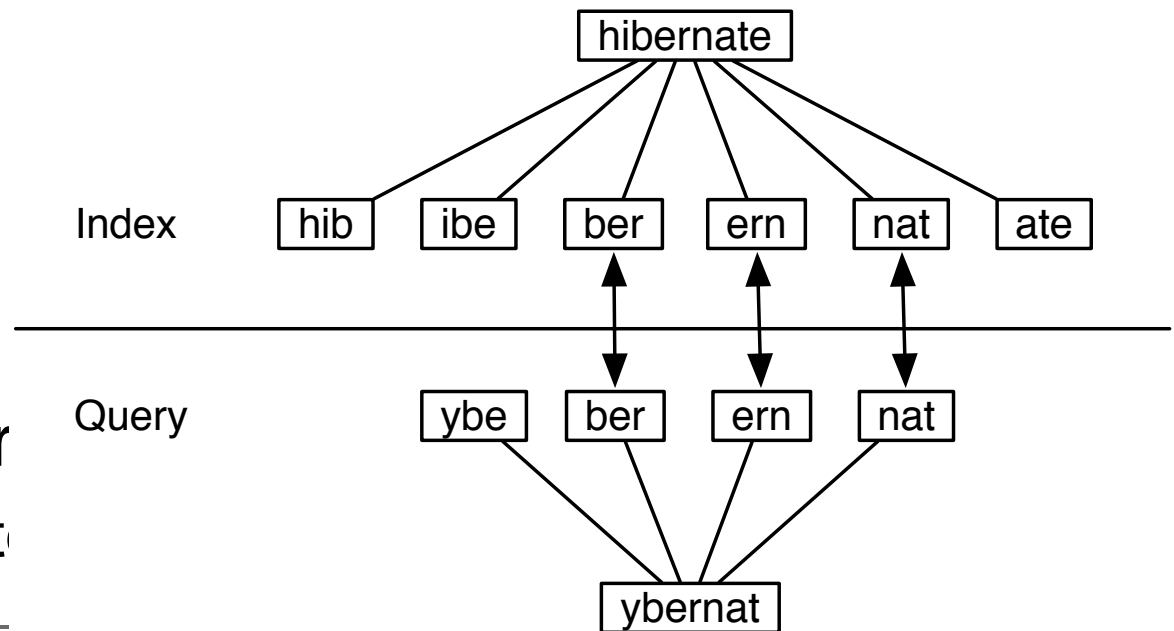 hibernate
Index hib ibe ber ern nat ate
Query ybe ber ern nat
ybernat